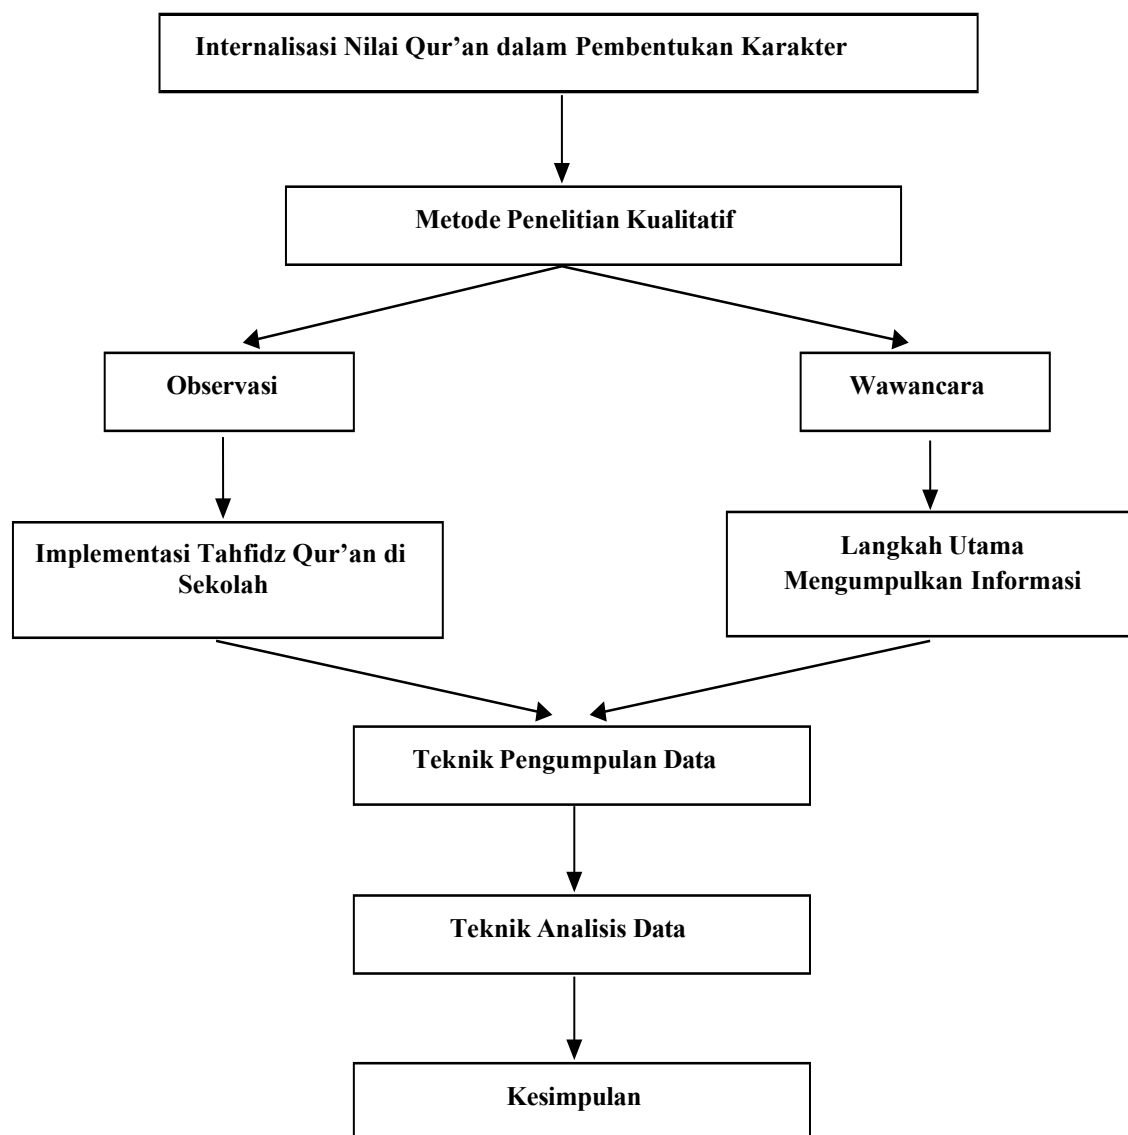 Internalisasi Nilai Qur’an dalam Pembentukan Karakter
Metode Penelitian Kualitatif
Observasi
Wawancara
Implementasi Tahfidz Qur’an di
Sekolah
Langkah Utama
Mengumpulkan Informasi
Teknik Pengumpulan Data
Teknik Analisis Data
Kesimpulan